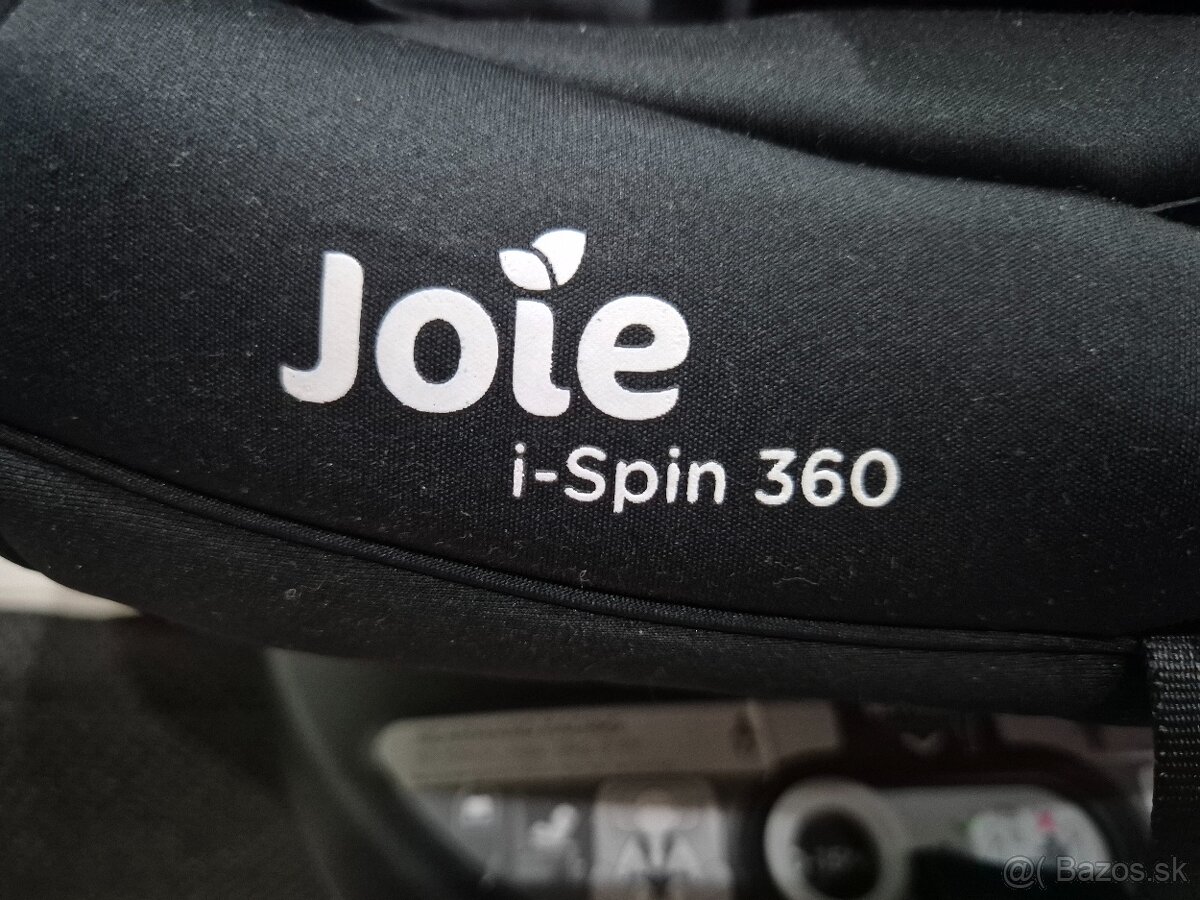 Joie
i-Spin 360
@( Bazos.sk